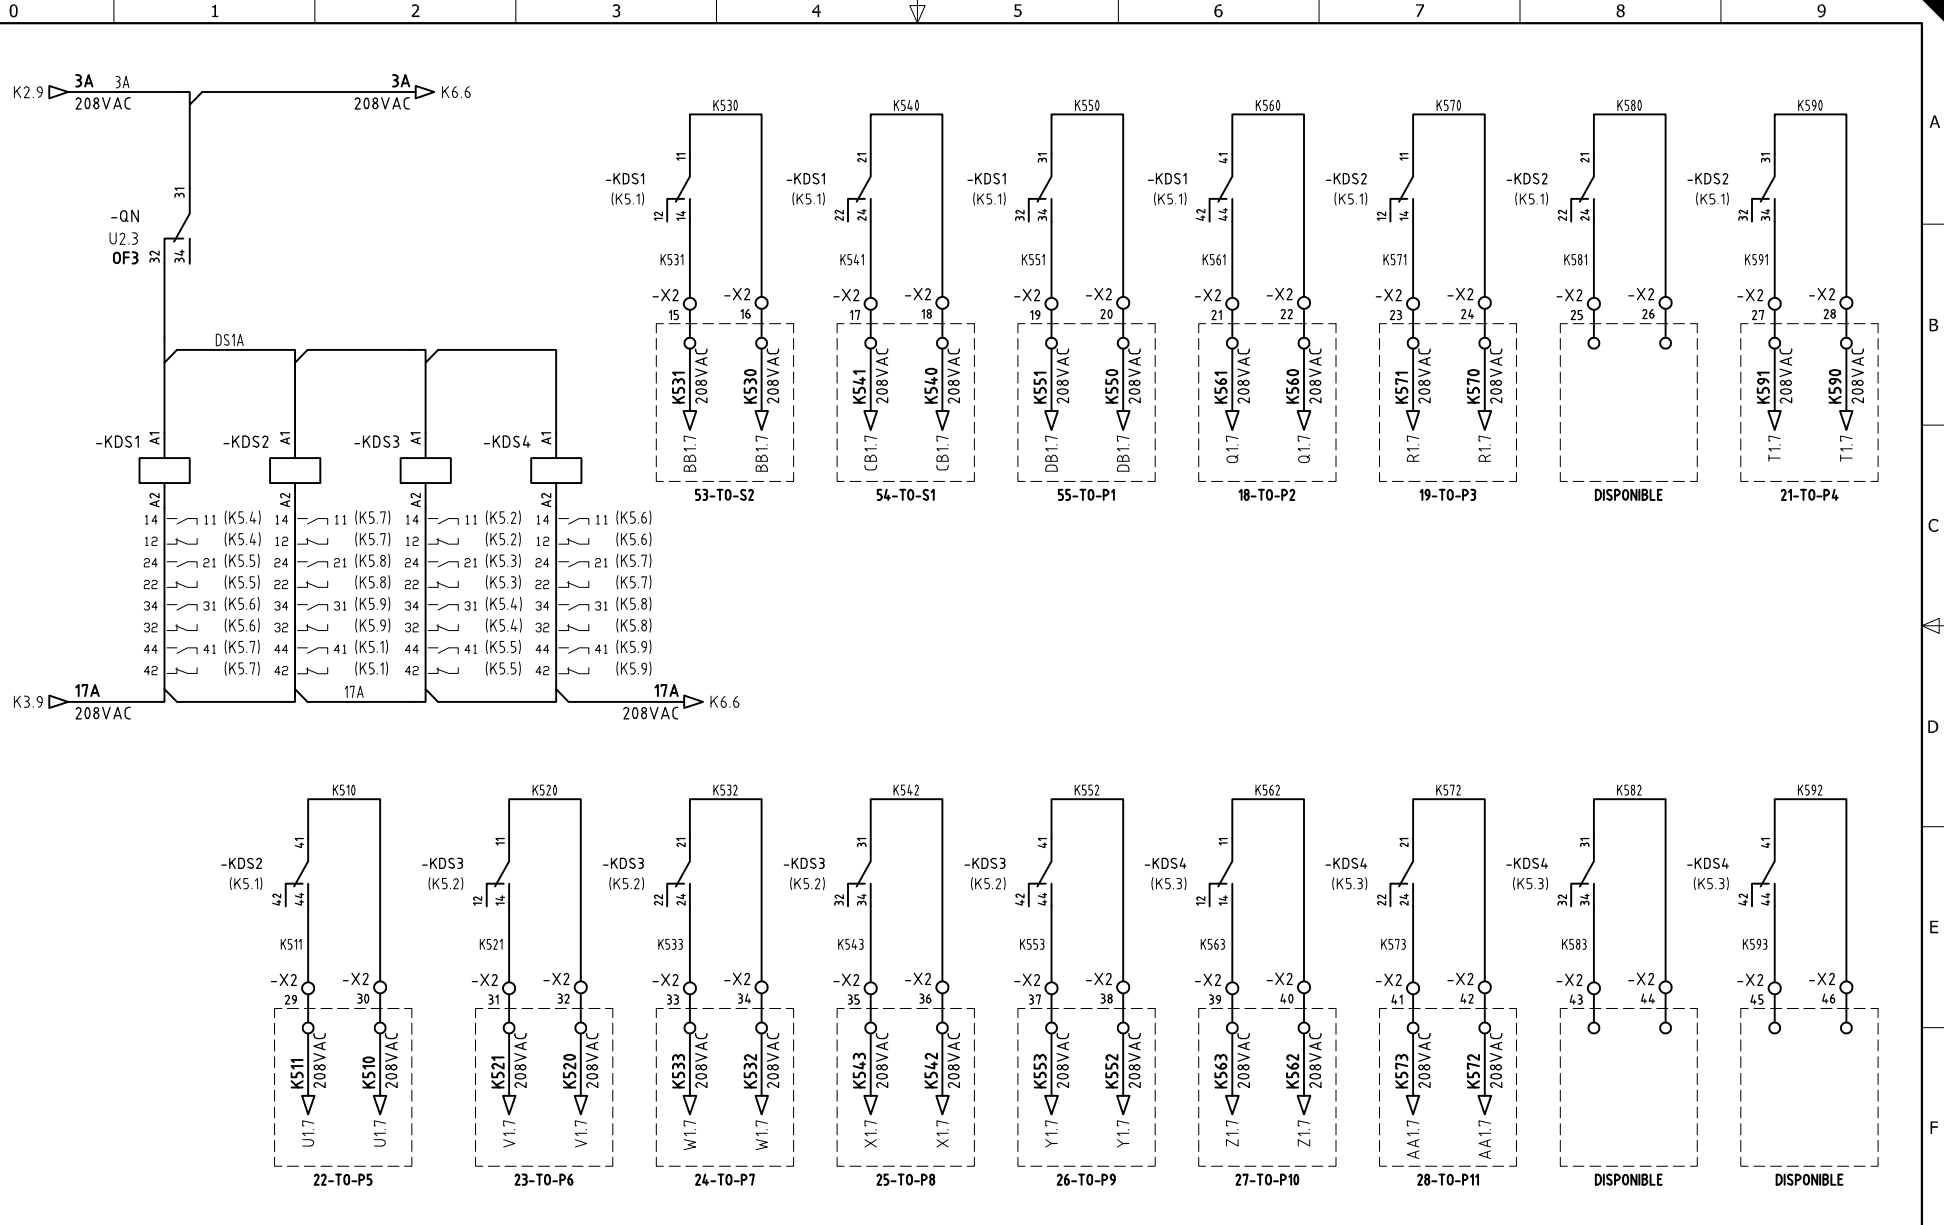 0 1 2 3 4 5 6 7 8 9
A
B
C
D
E
F
K2.9 3A 3A 3A K6.6
208VAC 208VAC
31
-QN
U2.3
OF3 32 34
DS1A
-KDS1 A1 -KDS2 A1 -KDS3 A1 -KDS4 A1
A2 A2 A2 A2
14 11 (K5.4) 14 11 (K5.7) 14 11 (K5.2) 14 11 (K5.6)
12 (K5.4) 12 (K5.7) 12 (K5.2) 12 (K5.6)
24 21 (K5.5) 24 21 (K5.8) 24 21 (K5.3) 24 21 (K5.7)
22 (K5.5) 22 (K5.8) 22 (K5.3) 22 (K5.7)
34 31 (K5.6) 34 31 (K5.9) 34 31 (K5.4) 34 31 (K5.8)
32 (K5.6) 32 (K5.9) 32 (K5.4) 32 (K5.8)
44 41 (K5.7) 44 41 (K5.1) 44 41 (K5.5) 44 41 (K5.9)
42 (K5.7) 42 (K5.1) 42 (K5.5) 42 (K5.9)
K3.9 17A 17A 17A K6.6
208VAC 208VAC
K530 K540 K550 K560 K570 K580 K590
11 21 31 41 11 21 31
-KDS1 -KDS1 -KDS1 -KDS1 -KDS2 -KDS2 -KDS2
(K5.1) (K5.1) (K5.1) (K5.1) (K5.1) (K5.1) (K5.1)
12 14 22 24 32 34 42 44 12 14 22 24 32 34
K531 K541 K551 K561 K571 K581 K591
-X2 -X2 -X2 -X2 -X2 -X2 -X2 -X2 -X2 -X2 -X2 -X2 -X2 -X2
15 16 17 18 19 20 21 22 23 24 25 26 27 28
K531 208VAC K530 208VAC K541 208VAC K540 208VAC K551 208VAC K550 208VAC K561 208VAC K560 208VAC K571 208VAC K570 208VAC K591 208VAC K590 208VAC
BB1.7 BB1.7 CB1.7 CB1.7 DB1.7 DB1.7 Q1.7 Q1.7 R1.7 R1.7 T1.7 T1.7
53-TO-S2 54-TO-S1 55-TO-P1 18-TO-P2 19-TO-P3 DISPONIBLE 21-TO-P4
K510 K520 K532 K542 K552 K562 K572 K582 K592
41 11 21 31 41 11 21 31 41
-KDS2 -KDS3 -KDS3 -KDS3 -KDS3 -KDS4 -KDS4 -KDS4 -KDS4
(K5.1) (K5.2) (K5.2) (K5.2) (K5.2) (K5.3) (K5.3) (K5.3) (K5.3)
42 44 12 14 22 24 32 34 42 44 12 14 22 24 32 34 42 44
K511 K521 K533 K543 K553 K563 K573 K583 K593
-X2 -X2 -X2 -X2 -X2 -X2 -X2 -X2 -X2 -X2 -X2 -X2 -X2 -X2 -X2 -X2 -X2 -X2
29 30 31 32 33 34 35 36 37 38 39 40 41 42 43 44 45 46
K511 208VAC K510 208VAC K521 208VAC K520 208VAC K533 208VAC K532 208VAC K543 208VAC K542 208VAC K553 208VAC K552 208VAC K563 208VAC K562 208VAC K573 208VAC K572 208VAC
U1.7 U1.7 V1.7 V1.7 W1.7 W1.7 X1.7 X1.7 Y1.7 Y1.7 Z1.7 Z1.7 AA1.7 AA1.7
22-TO-P5 23-TO-P6 24-TO-P7 25-TO-P8 26-TO-P9 27-TO-P10 28-TO-P11 DISPONIBLE DISPONIBLE